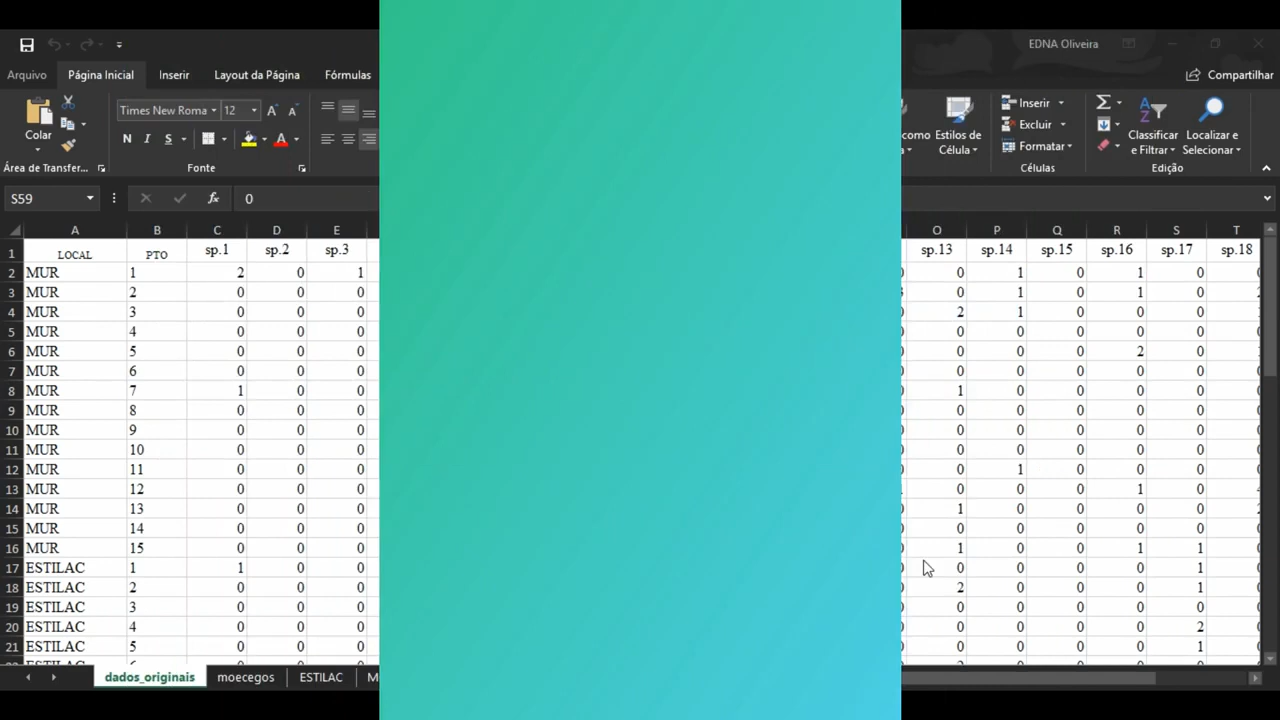 EDNA Oliveira
Arquivo Página Inicial Inserir Layout da Página Fórmulas Compartilhar
Times New Roma 12 Inserir
Colar N I S como Estilos de Célula Excluir Classificar e Filtrar Localizar e Selecionar
Formatar
Área de Transfer... Fonte Células Edição
S59 fx 0
A B C D E O P Q R S T
1 LOCAL PTO sp.1 sp.2 sp.3 sp.13 sp.14 sp.15 sp.16 sp.17 sp.18
2 MUR 1 2 0 1 0 1 0 1 0
3 MUR 2 0 0 0 0 1 0 1 0
4 MUR 3 0 0 0 2 1 0 0 0
5 MUR 4 0 0 0 0 0 0 0 0
6 MUR 5 0 0 0 0 0 0 2 0
7 MUR 6 0 0 0 0 0 0 0 0
8 MUR 7 1 0 0 1 0 0 0 0
9 MUR 8 0 0 0 0 0 0 0 0
10 MUR 9 0 0 0 0 0 0 0 0
11 MUR 10 0 0 0 0 0 0 0 0
12 MUR 11 0 0 0 0 1 0 0 0
13 MUR 12 0 0 0 0 0 0 1 0
14 MUR 13 0 0 0 1 0 0 0 0
15 MUR 14 0 0 0 0 0 0 0 0
16 MUR 15 0 0 0 1 0 0 1 1
17 ESTILAC 1 1 0 0 0 0 0 0 1
18 ESTILAC 2 0 0 0 2 0 0 0 1
19 ESTILAC 3 0 0 0 0 0 0 0 0
20 ESTILAC 4 0 0 0 0 0 0 0 2
21 ESTILAC 5 0 0 0 0 0 0 0 1
dados_originais moecegos ESTILAC M